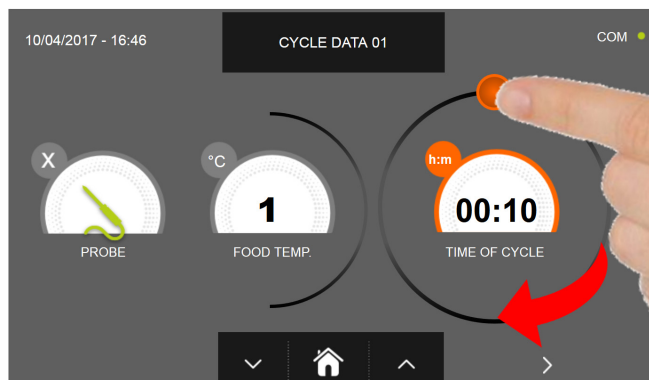 10/04/2017 - 16:46
CYCLE DATA 01
COM
X
°C
h:m
1
00:10
PROBE
FOOD TEMP.
TIME OF CYCLE